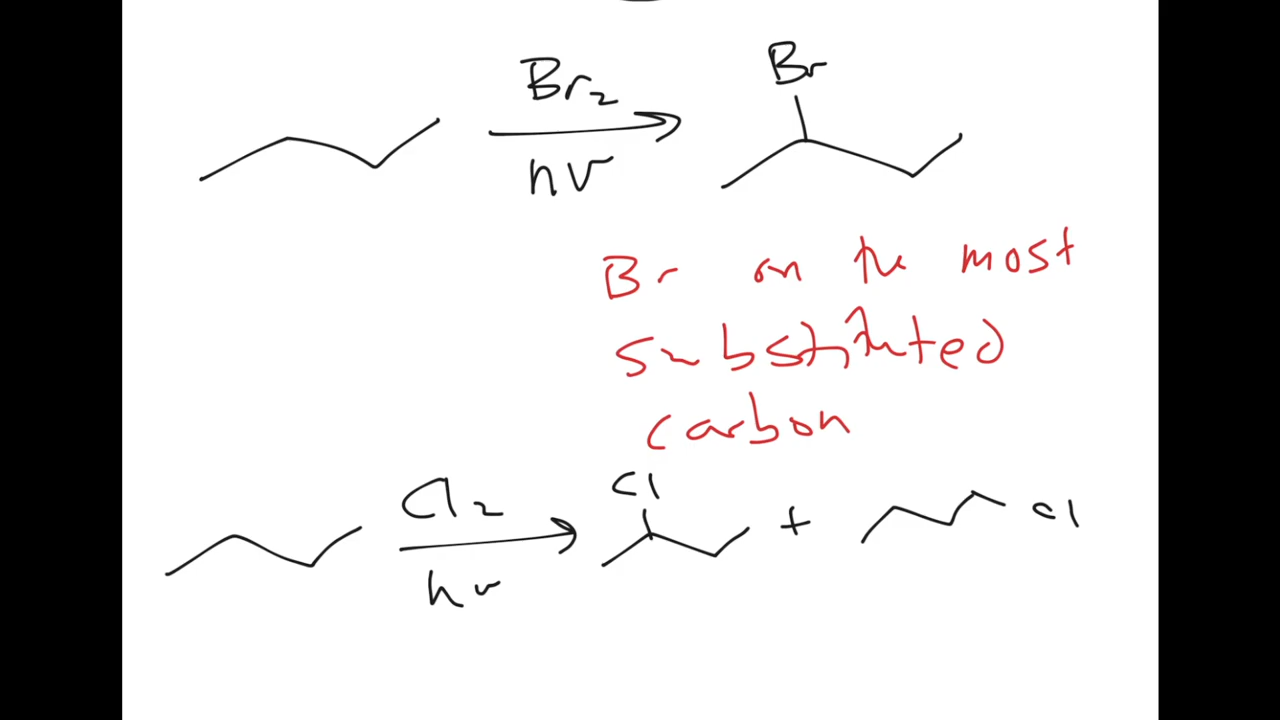 Br
Br2
hv
Br on the most
substituted
carbon
Cl2
Cl
+
Cl
hv